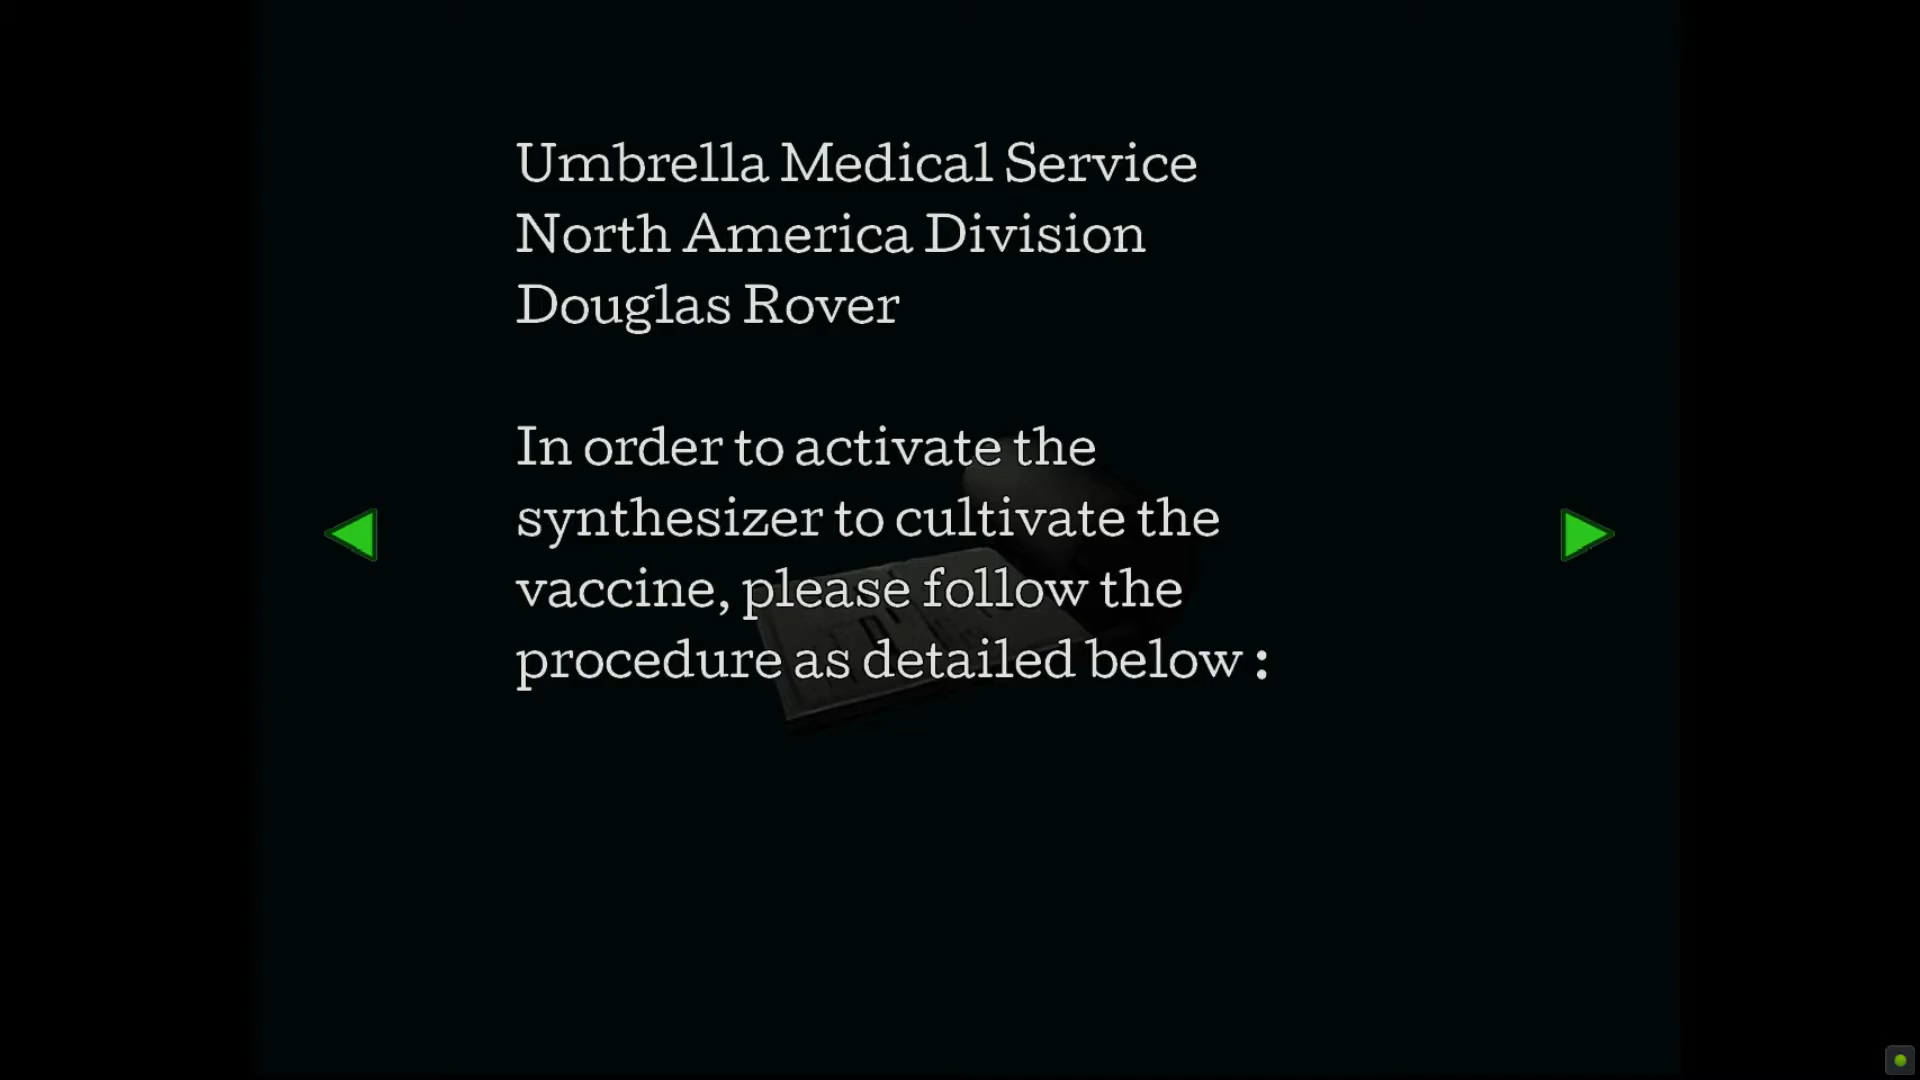 Umbrella Medical Service
North America Division
Douglas Rover
In order to activate the
synthesizer to cultivate the
vaccine, please follow the
procedure as detailed below :